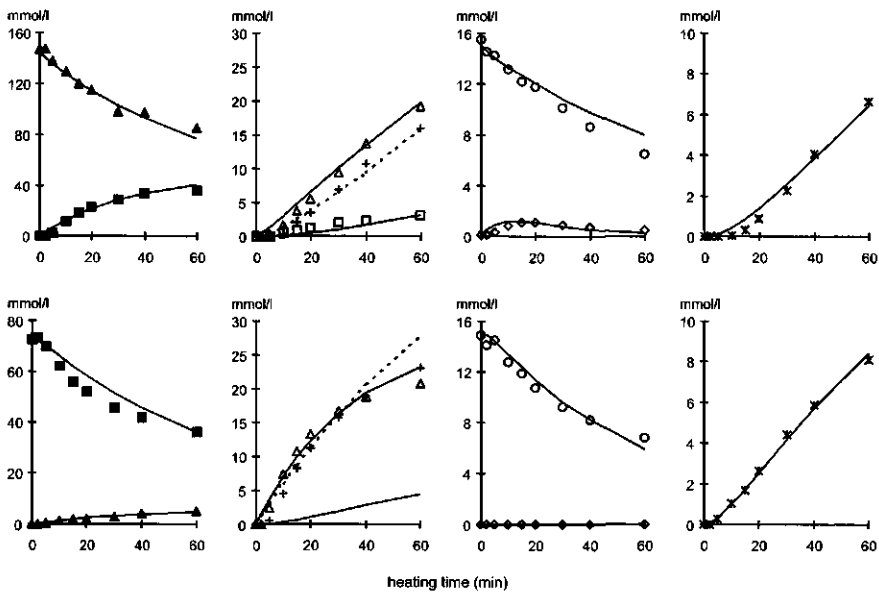 mmol/l mmol/l mmol/l mmol/l
160 30 16 10
120 25 12 8
80 20 8 6
40 15 4 4
0 10 0 2
5 0
0
0 20 40 60 0 20 40 60 0 20 40 60 0 20 40 60
mmol/l mmol/l mmol/l mmol/l
80 30 16 10
60 25 12 8
40 20 8 6
20 15 4 4
0 10 0 2
5 0
0
0 20 40 60 0 20 40 60 0 20 40 60 0 20 40 60
heating time (min)